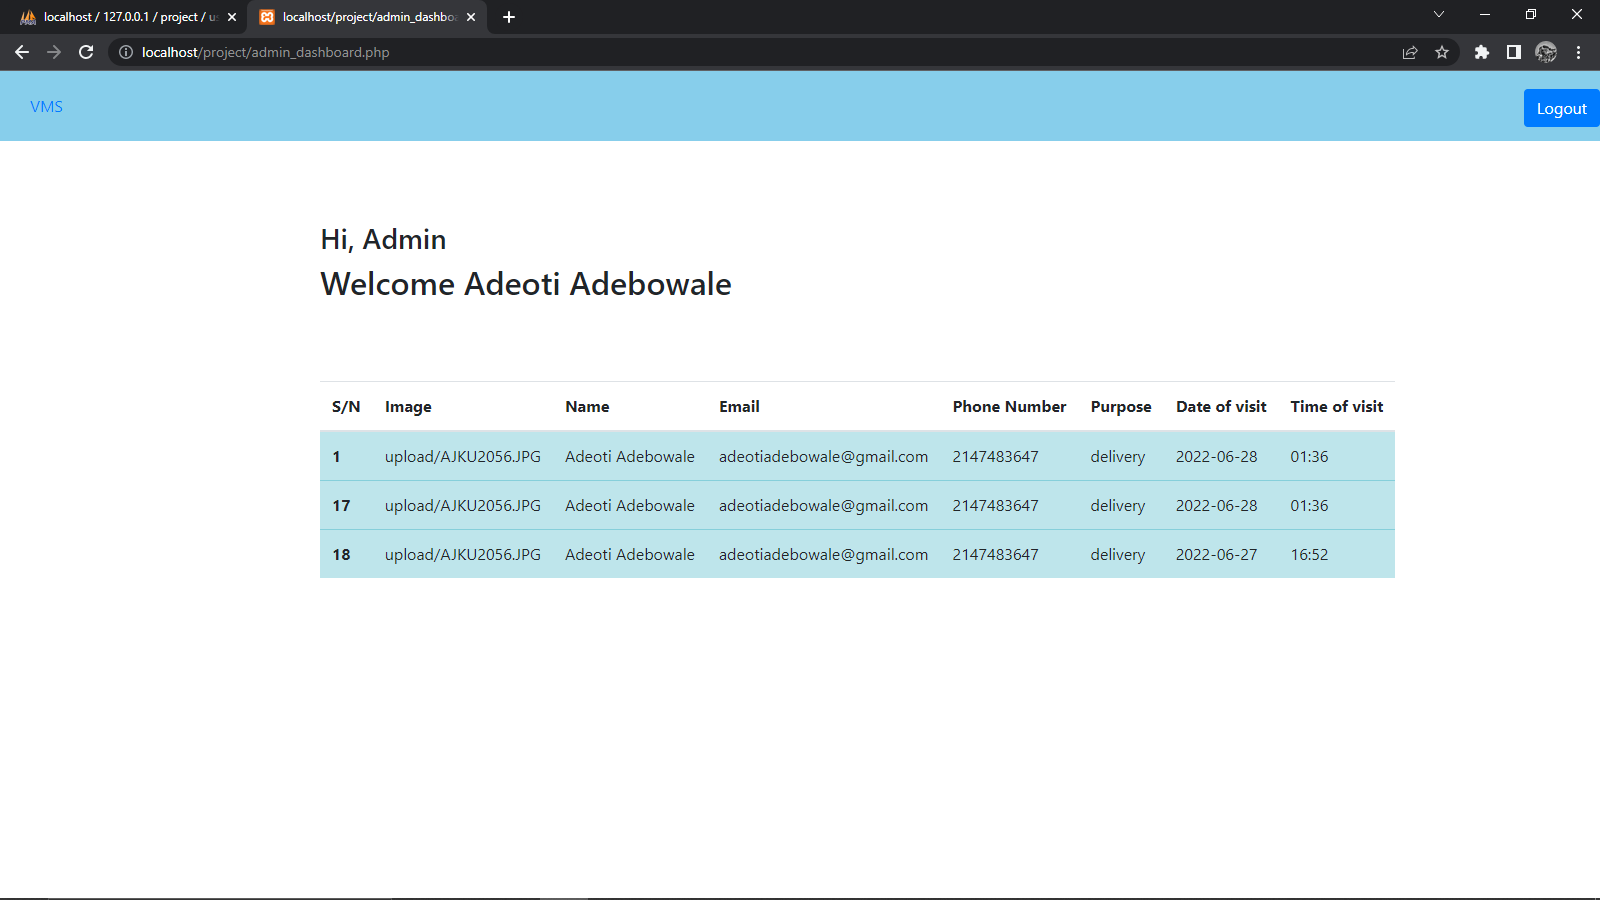 localhost / 127.0.0.1 / project / us
localhost/project/admin_dashboa
localhost/project/admin_dashboard.php
VMS
Logout
Hi, Admin
Welcome Adeoti Adebowale
S/N Image Name Email Phone Number Purpose Date of visit Time of visit
1 upload/AJKU2056.JPG Adeoti Adebowale adeotiadebowale@gmail.com 2147483647 delivery 2022-06-28 01:36
17 upload/AJKU2056.JPG Adeoti Adebowale adeotiadebowale@gmail.com 2147483647 delivery 2022-06-28 01:36
18 upload/AJKU2056.JPG Adeoti Adebowale adeotiadebowale@gmail.com 2147483647 delivery 2022-06-27 16:52